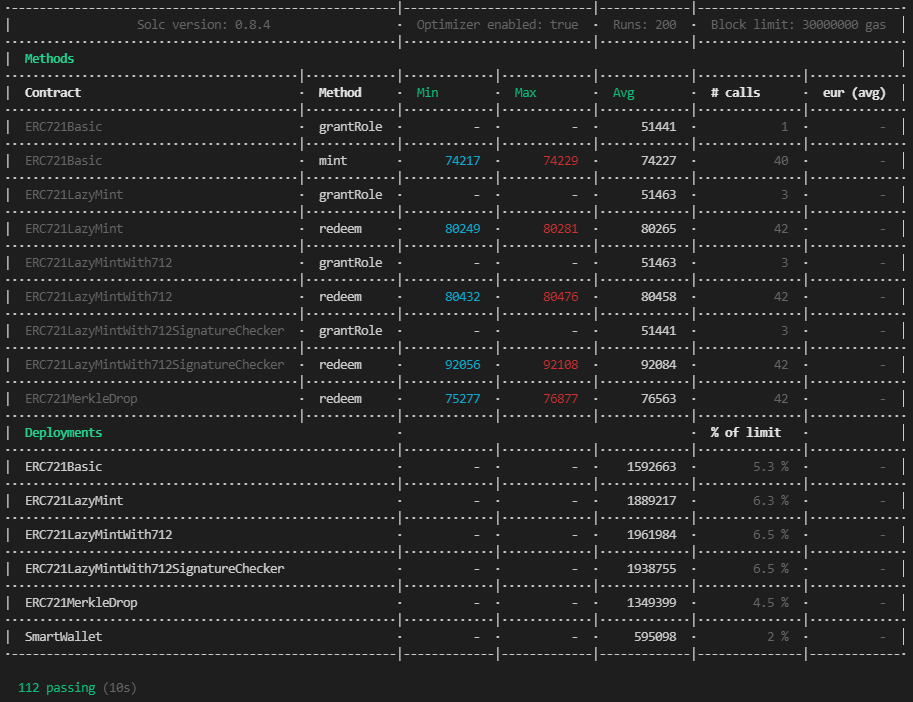 Solc version: 0.8.4 · Optimizer enabled: true · Runs: 200 · Block limit: 30000000 gas
Methods
Contract · Method · Min · Max · Avg · # calls · eur (avg)
ERC721Basic · grantRole · - · - · 51441 · 1 · -
ERC721Basic · mint · 74217 · 74229 · 74227 · 40 · -
ERC721LazyMint · grantRole · - · - · 51463 · 3 · -
ERC721LazyMint · redeem · 80249 · 80281 · 80265 · 42 · -
ERC721LazyMintWith712 · grantRole · - · - · 51463 · 3 · -
ERC721LazyMintWith712 · redeem · 80432 · 80476 · 80458 · 42 · -
ERC721LazyMintWith712SignatureChecker · grantRole · - · - · 51441 · 3 · -
ERC721LazyMintWith712SignatureChecker · redeem · 92056 · 92108 · 92084 · 42 · -
ERC721MerkleDrop · redeem · 75277 · 76877 · 76563 · 42 · -
Deployments · · % of limit ·
ERC721Basic · - · - · 1592663 · 5.3 % · -
ERC721LazyMint · - · - · 1889217 · 6.3 % · -
ERC721LazyMintWith712 · - · - · 1961984 · 6.5 % · -
ERC721LazyMintWith712SignatureChecker · - · - · 1938755 · 6.5 % · -
ERC721MerkleDrop · - · - · 1349399 · 4.5 % · -
SmartWallet · - · - · 595098 · 2 % · -
112 passing (10s)